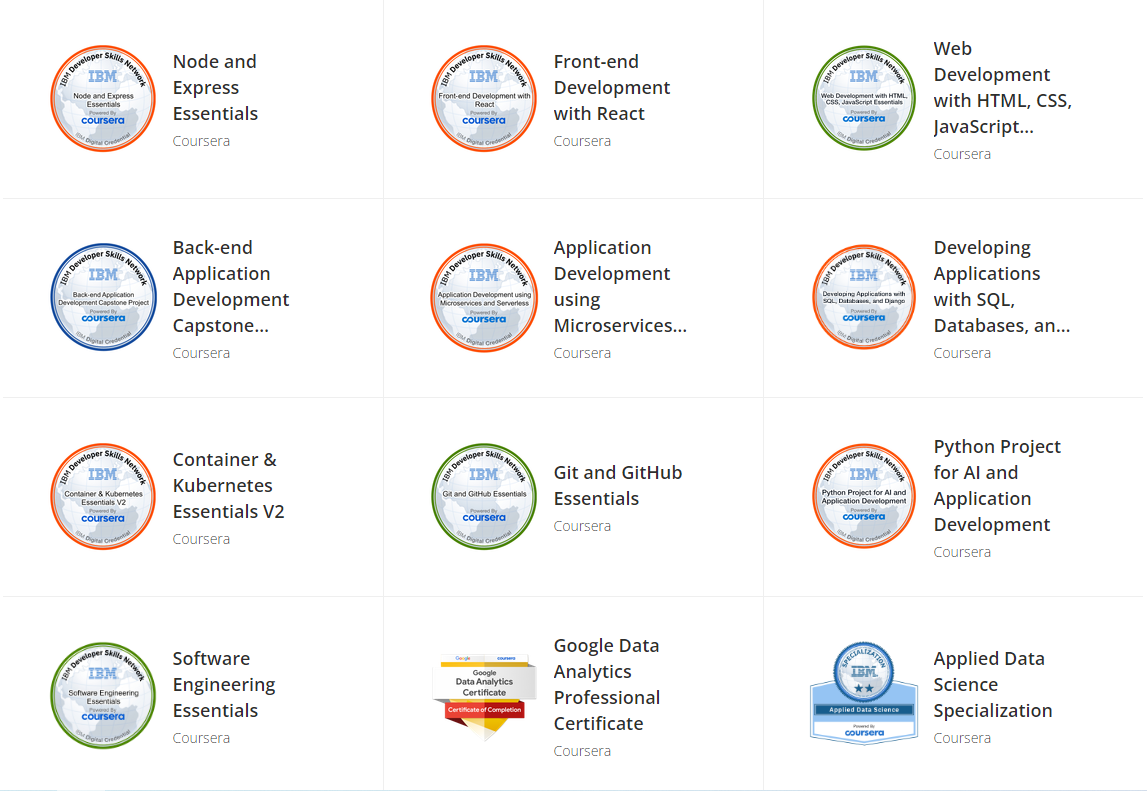 IBM Developer Skills Network
IBM
Node and Express
Essentials
Powered By
coursera
IBM Digital Credential
Node and
Express
Essentials
Coursera
IBM Developer Skills Network
IBM
Front-end Development with
React
Powered By
coursera
IBM Digital Credential
Front-end
Development
with React
Coursera
IBM Developer Skills Network
IBM
Web Development with HTML,
CSS, JavaScript Essentials
Powered By
coursera
IBM Digital Credential
Web
Development
with HTML, CSS,
JavaScript...
Coursera
IBM Developer Skills Network
IBM
Back-end Application
Development Capstone Project
Powered By
coursera
IBM Digital Credential
Back-end
Application
Development
Capstone...
Coursera
IBM Developer Skills Network
IBM
Application Development using
Microservices and Serverless
Powered By
coursera
IBM Digital Credential
Application
Development
using
Microservices...
Coursera
IBM Developer Skills Network
IBM
Developing Applications with
SQL, Databases, and Django
Powered By
coursera
IBM Digital Credential
Developing
Applications
with SQL,
Databases, an...
Coursera
IBM Developer Skills Network
IBM
Container & Kubernetes
Essentials V2
Powered By
coursera
IBM Digital Credential
Container &
Kubernetes
Essentials V2
Coursera
IBM Developer Skills Network
IBM
Git and GitHub Essentials
Powered By
coursera
IBM Digital Credential
Git and GitHub
Essentials
Coursera
IBM Developer Skills Network
IBM
Python Project for AI and
Application Development
Powered By
coursera
IBM Digital Credential
Python Project
for AI and
Application
Development
Coursera
IBM Developer Skills Network
IBM
Software Engineering
Essentials
Powered By
coursera
IBM Digital Credential
Software
Engineering
Essentials
Coursera
Google coursera
Google
Data Analytics
Certificate
Certificate of Completion
Google Data
Analytics
Professional
Certificate
Coursera
SPECIALIZATION
IBM
Applied Data Science
Powered By
coursera
Applied Data
Science
Specialization
Coursera